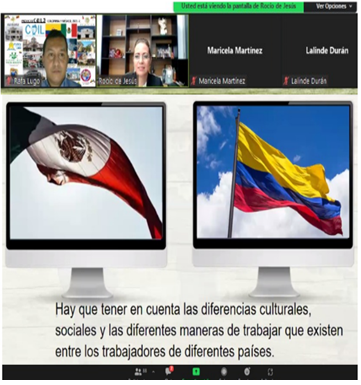 Usted está viendo la pantalla de Rocío de Jesús
Ver Opciones
COIL
Rafa Lugo
Rocío de Jesús
Maricela Martínez
Maricela Martínez
Lalinde Durán
Lalinde Durán
Hay que tener en cuenta las diferencias culturales,
sociales y las diferentes maneras de trabajar que existen
entre los trabajadores de diferentes países.